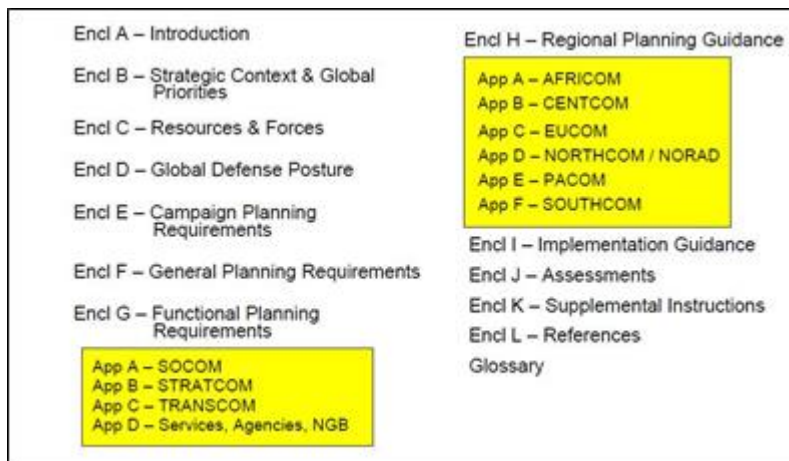 Encl A – Introduction
Encl B – Strategic Context & Global
Priorities
Encl C – Resources & Forces
Encl D – Global Defense Posture
Encl E – Campaign Planning
Requirements
Encl F – General Planning Requirements
Encl G – Functional Planning
Requirements
App A – SOCOM
App B – STRATCOM
App C – TRANSCOM
App D – Services, Agencies, NGB
Encl H – Regional Planning Guidance
App A – AFRICOM
App B – CENTCOM
App C – EUCOM
App D – NORTHCOM / NORAD
App E – PACOM
App F – SOUTHCOM
Encl I – Implementation Guidance
Encl J – Assessments
Encl K – Supplemental Instructions
Encl L – References
Glossary